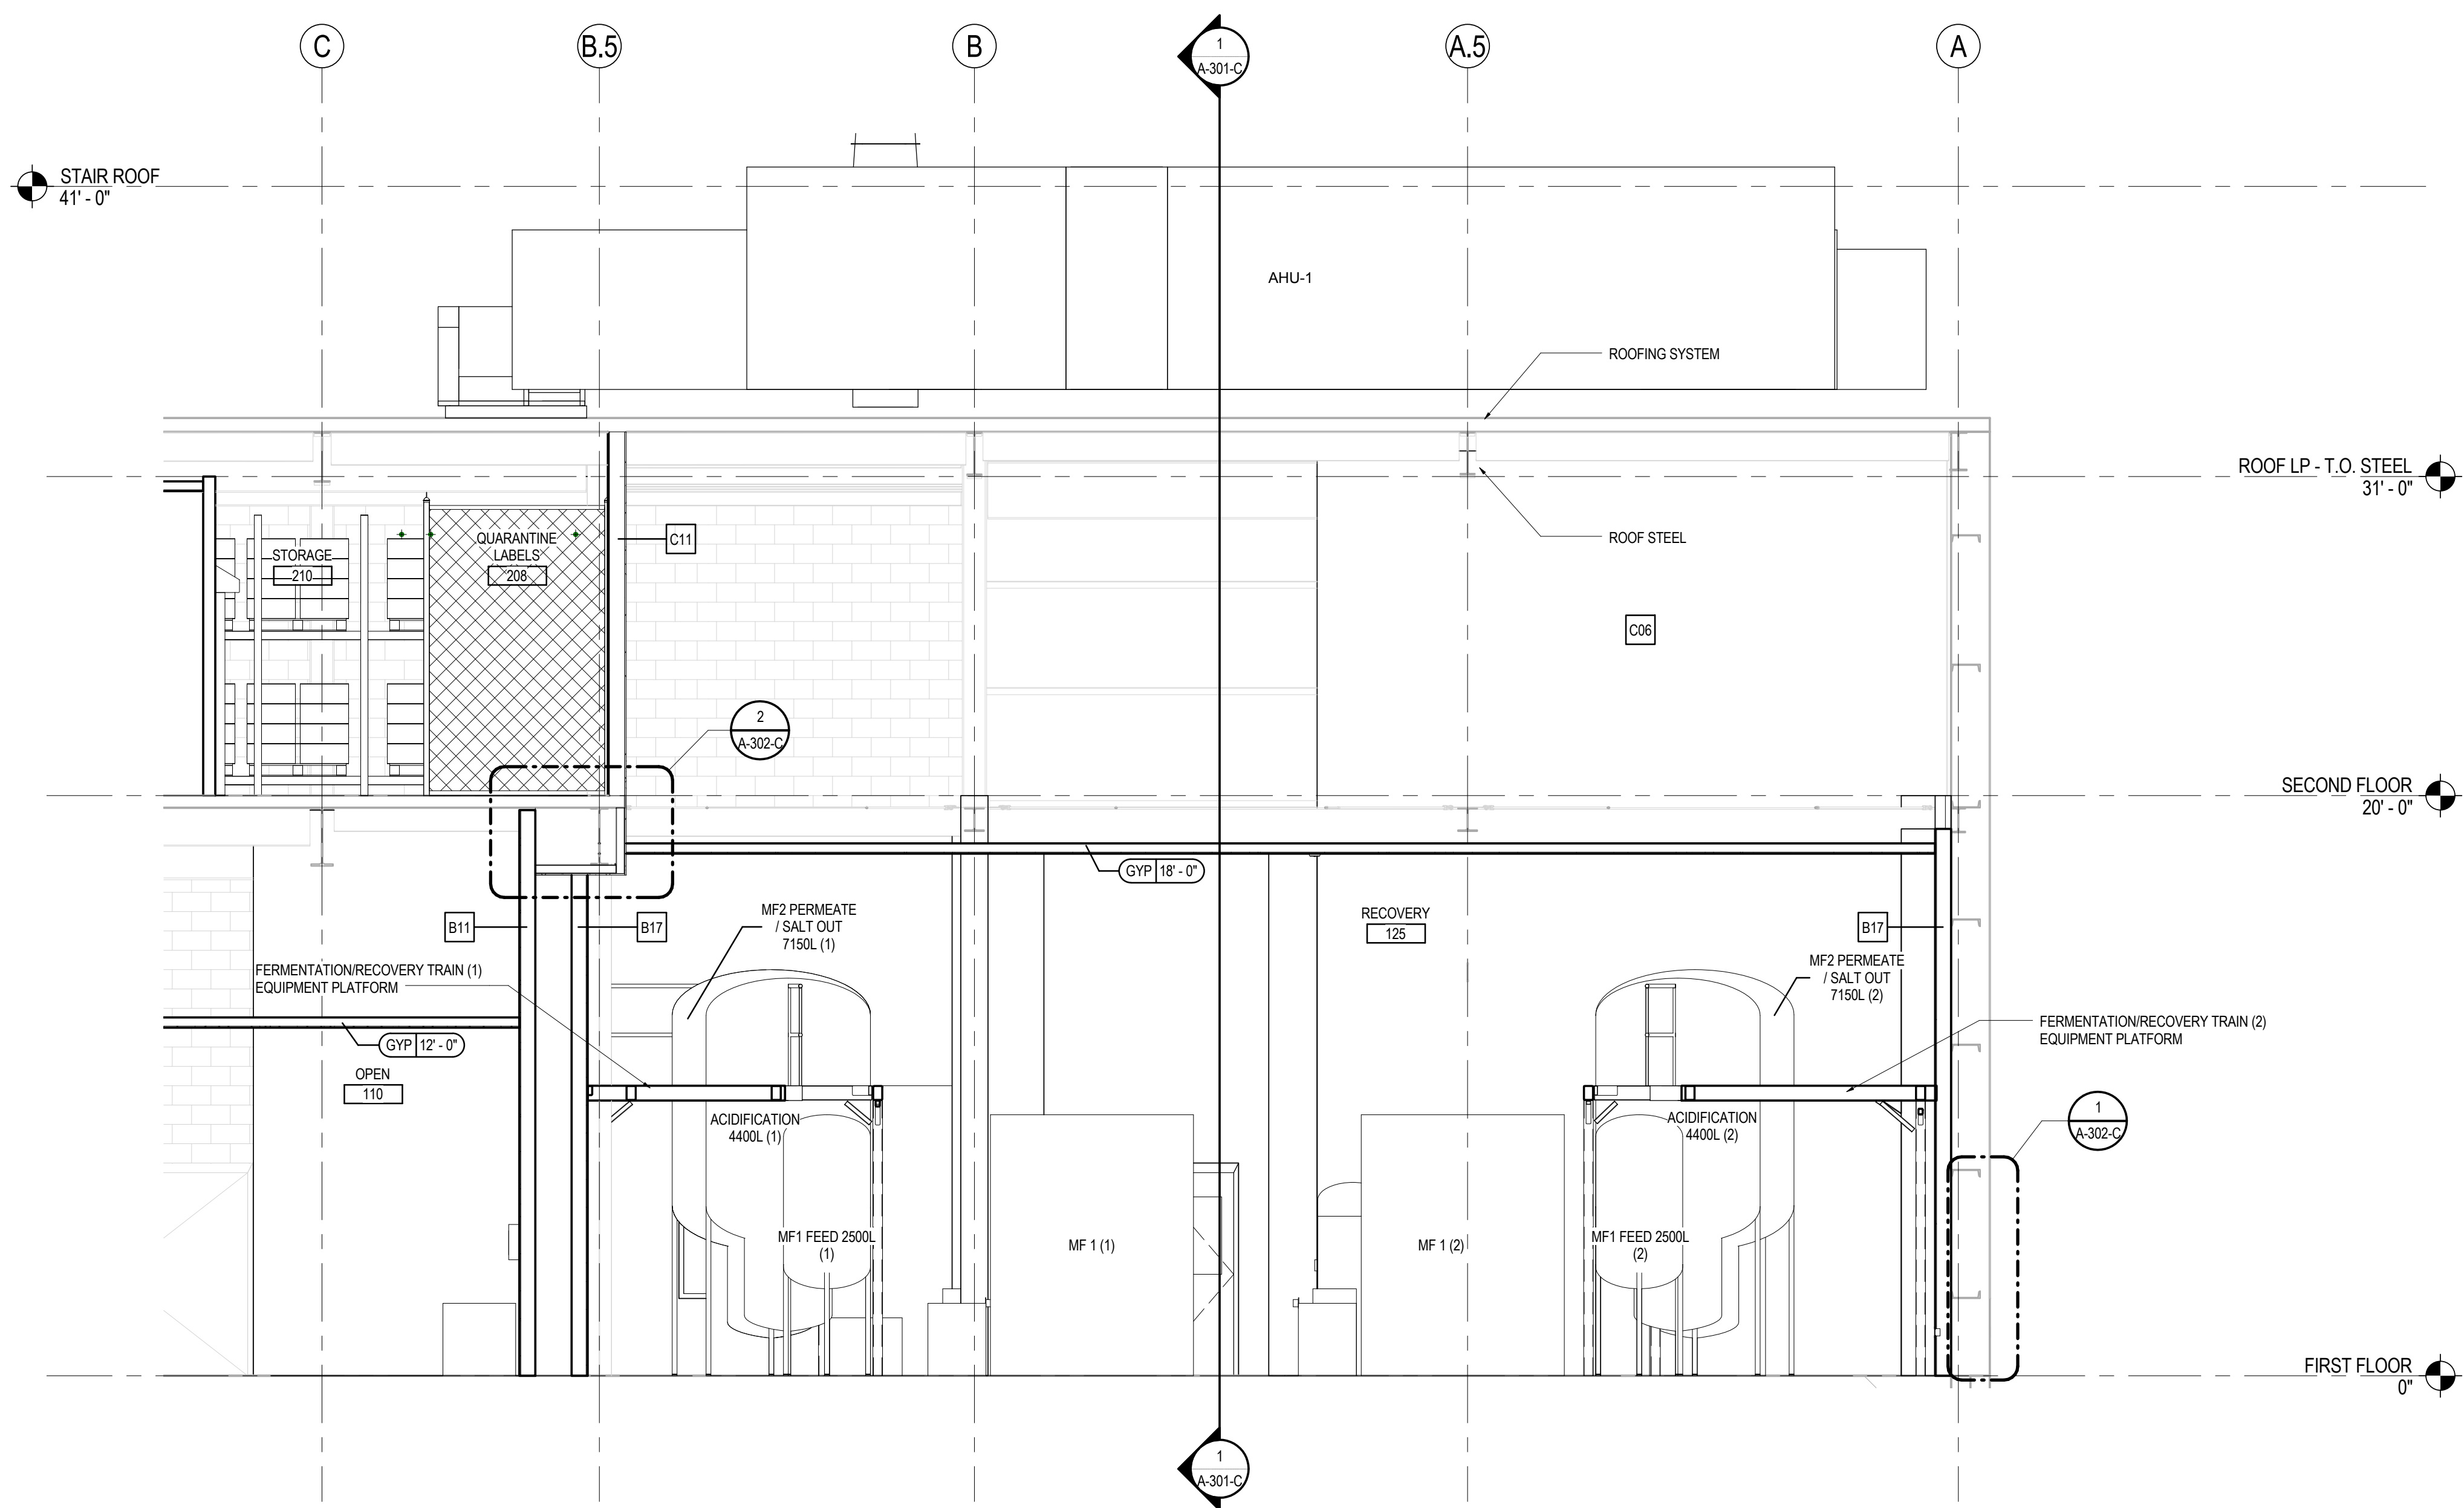 C
B.5
B
1
A-301-C
A.5
A
STAIR ROOF
41' - 0"
AHU-1
ROOFING SYSTEM
ROOF LP - T.O. STEEL
31' - 0"
ROOF STEEL
C11
STORAGE
210
QUARANTINE
LABELS
208
C06
2
A-302-C
SECOND FLOOR
20' - 0"
GYP 18' - 0"
B11
B17
MF2 PERMEATE
/ SALT OUT
7150L (1)
RECOVERY
125
B17
MF2 PERMEATE
/ SALT OUT
7150L (2)
FERMENTATION/RECOVERY TRAIN (1)
EQUIPMENT PLATFORM
FERMENTATION/RECOVERY TRAIN (2)
EQUIPMENT PLATFORM
GYP 12' - 0"
OPEN
110
ACIDIFICATION
4400L (1)
ACIDIFICATION
4400L (2)
1
A-302-C
MF1 FEED 2500L
(1)
MF 1 (1)
MF 1 (2)
MF1 FEED 2500L
(2)
FIRST FLOOR
0"
1
A-301-C